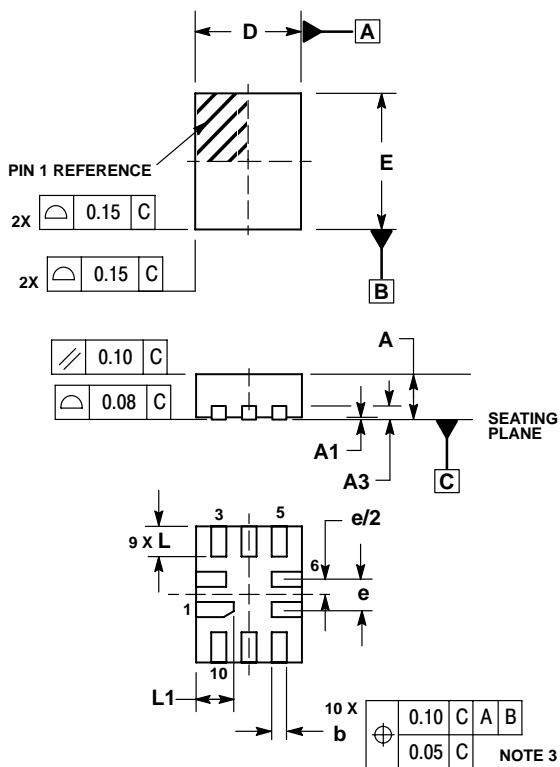 D
A
PIN 1 REFERENCE
E
2X ⌓ 0.15 C
2X ⌓ 0.15 C
B
A
⫽ 0.10 C
⌓ 0.08 C
SEATING
PLANE
A1
A3
C
3 5
e/2
9 X L
6
e
1
10
L1
b
10 X ⌖ 0.10 C A B
0.05 C NOTE 3